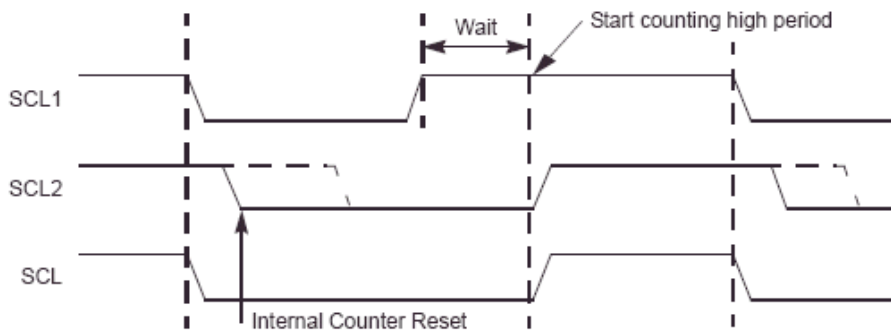 Wait
Start counting high period
SCL1
SCL2
SCL
Internal Counter Reset